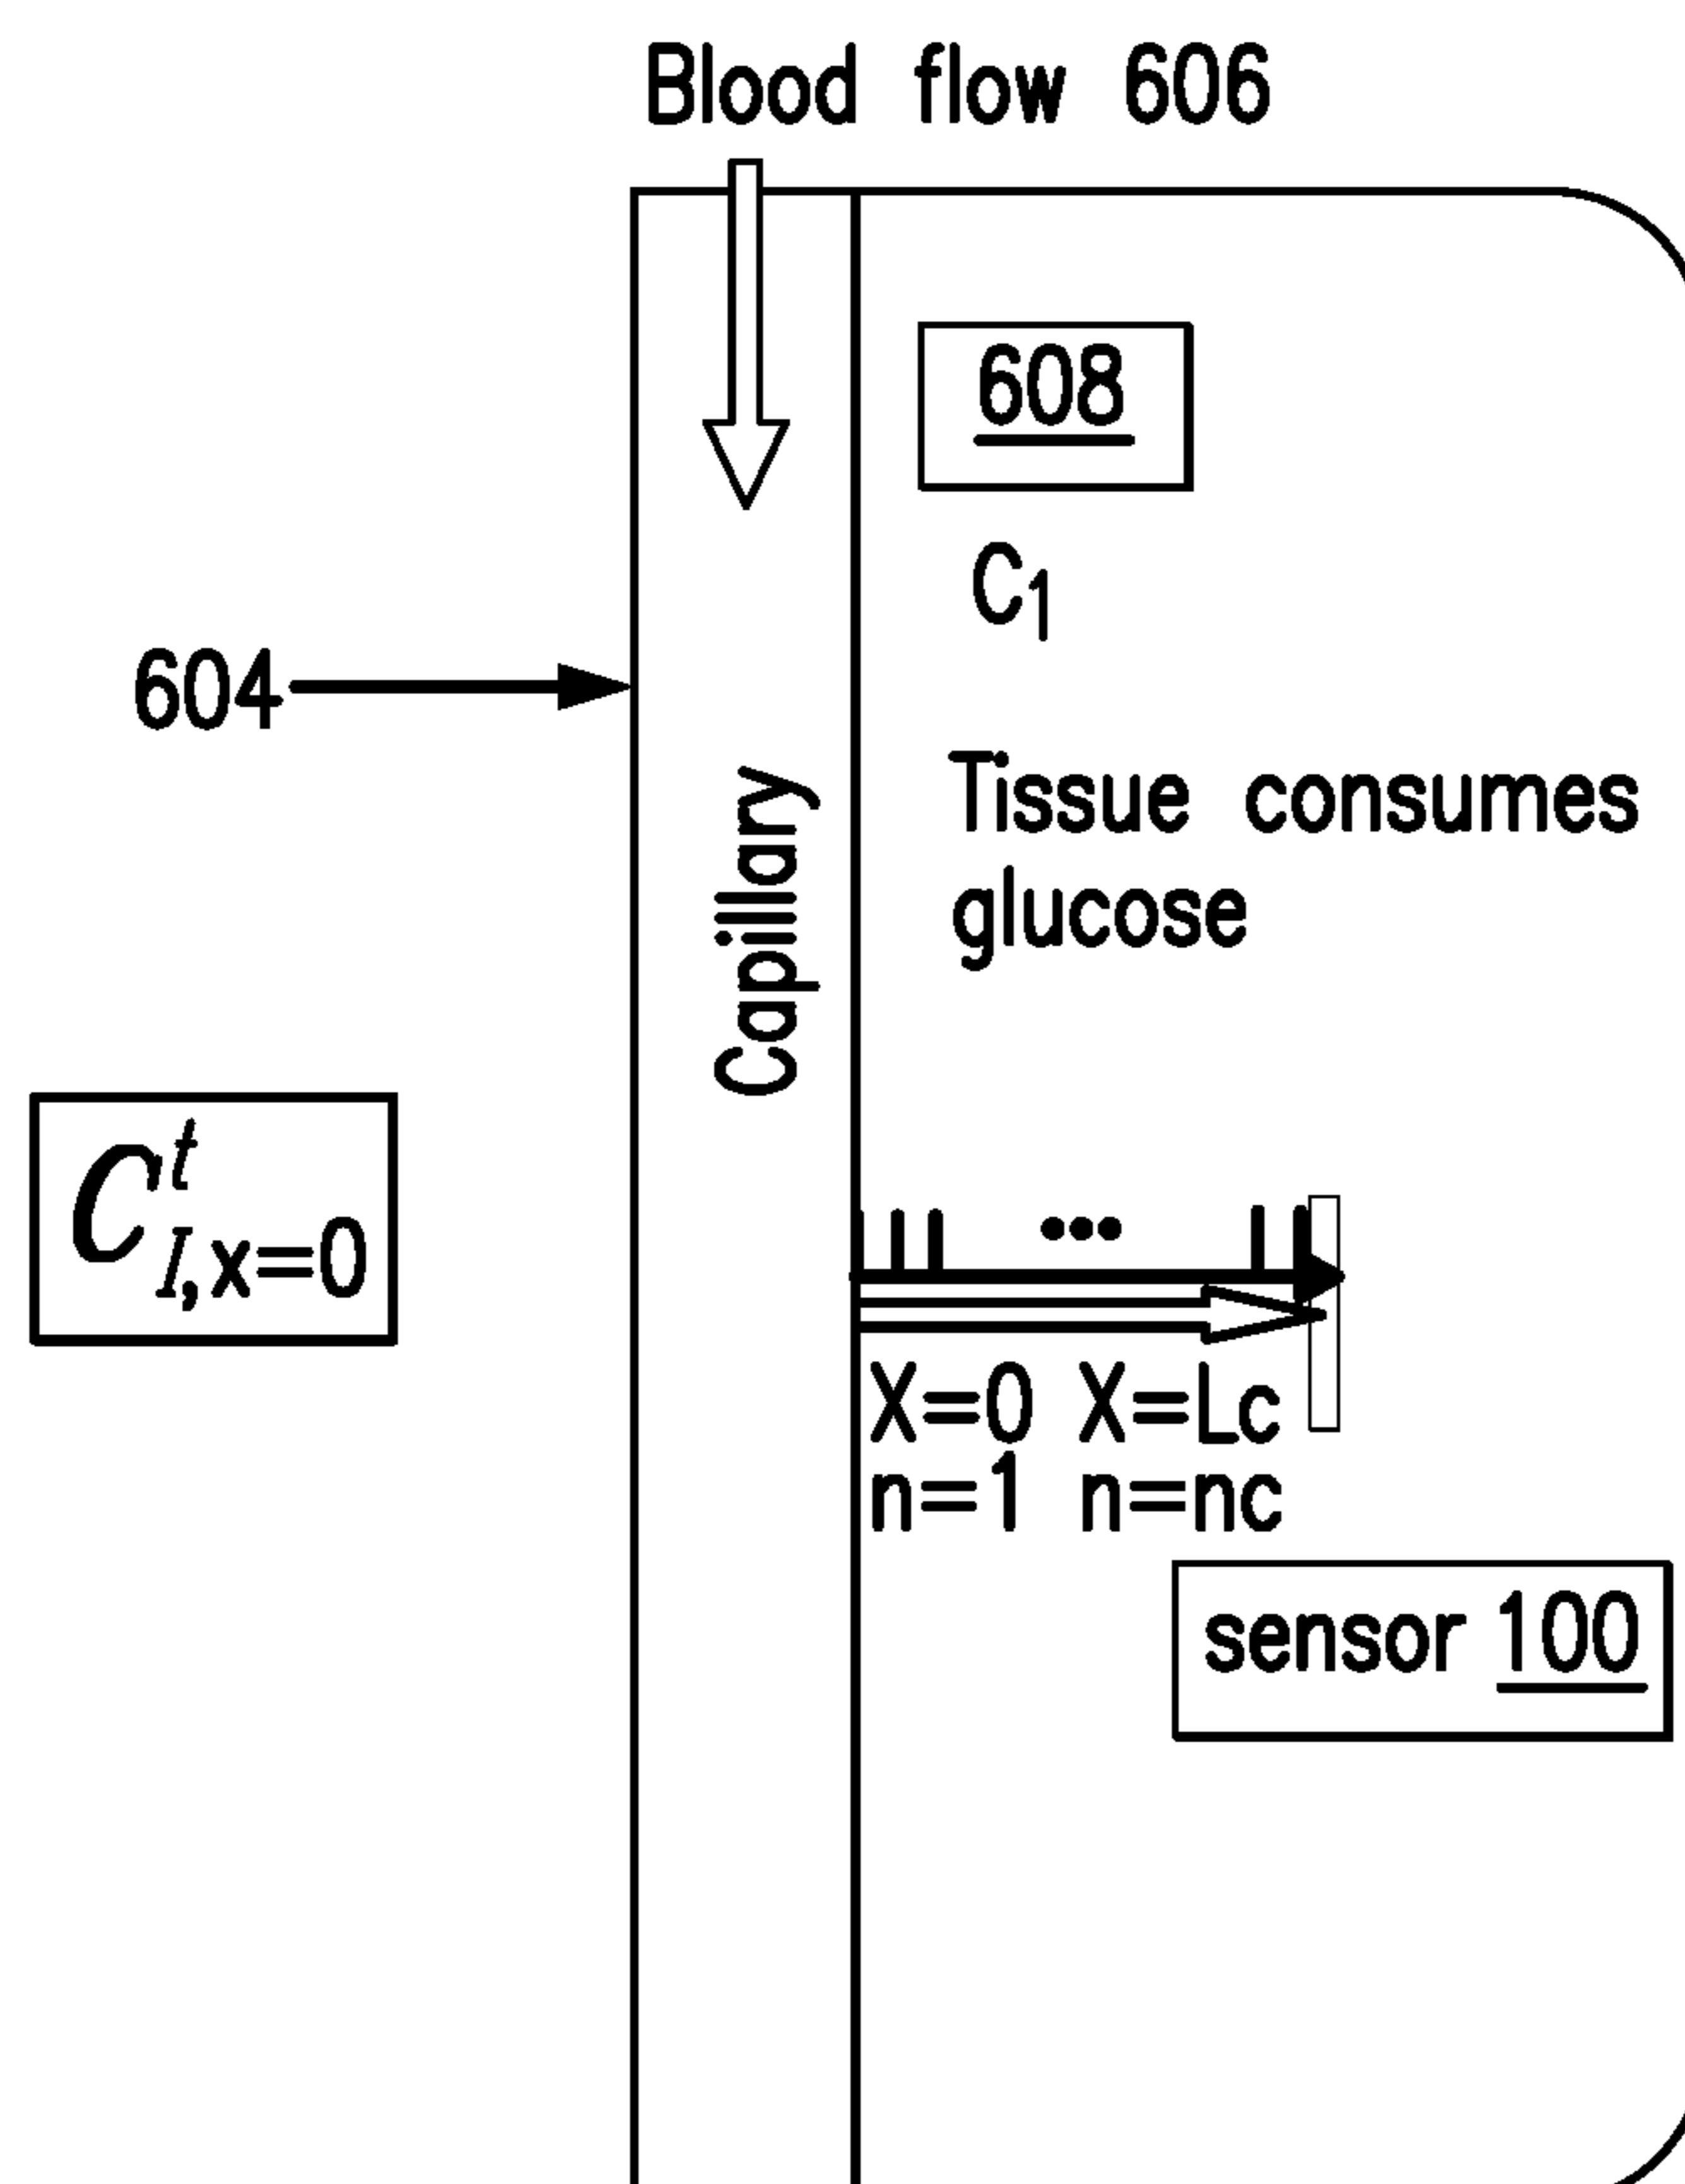 Blood flow 606
608
C1
604
Tissue consumes
glucose
Capillary
C^t_I,x=0
•••
X=0 X=Lc
n=1 n=nc
sensor 100